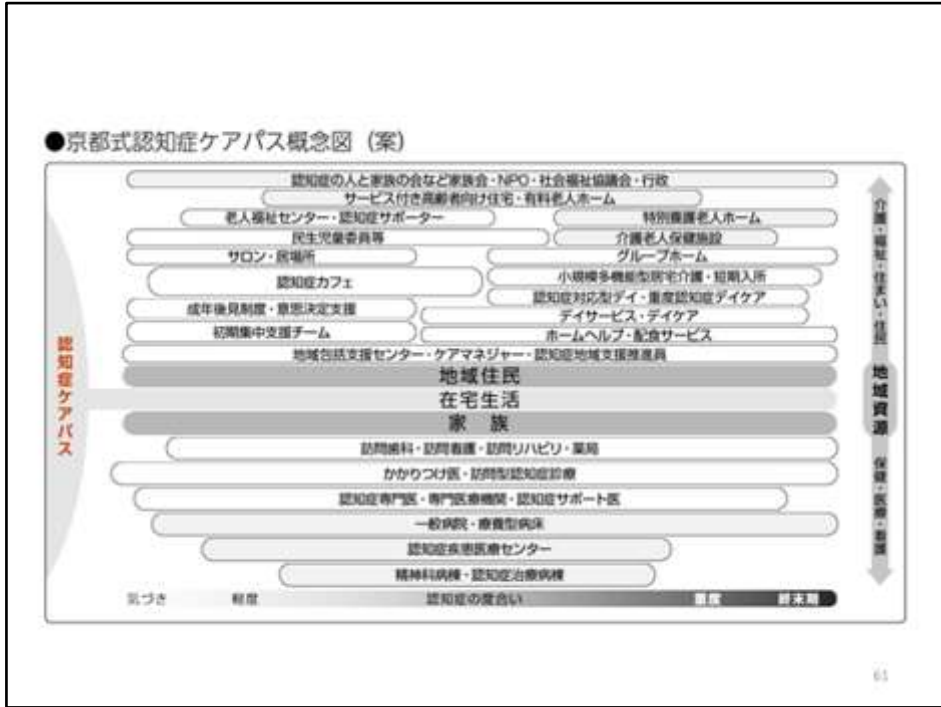 ●京都式認知症ケアパス概念図（案）
認知症の人と家族の会など家族会・NPO・社会福祉協議会・行政
サービス付き高齢者向け住宅・有料老人ホーム
老人福祉センター・認知症サポーター
特別養護老人ホーム
民生児童委員等
介護老人保健施設
サロン・居場所
グループホーム
認知症カフェ
小規模多機能型居宅介護・短期入所
認知症対応型デイ・重度認知症デイケア
成年後見制度・意思決定支援
デイサービス・デイケア
初期集中支援チーム
ホームヘルプ・配食サービス
地域包括支援センター・ケアマネジャー・認知症地域支援推進員
地域住民
在宅生活
家族
訪問歯科・訪問看護・訪問リハビリ・薬局
かかりつけ医・訪問型認知症診療
認知症専門医・専門医療機関・認知症サポート医
一般病院・療養型病床
認知症疾患医療センター
精神科病棟・認知症治療病棟
気づき 軽度 認知症の度合い 重度 終末期
認知症ケアパス
介護・福祉・住まい・住民
地域資源
保健・医療・看護
61